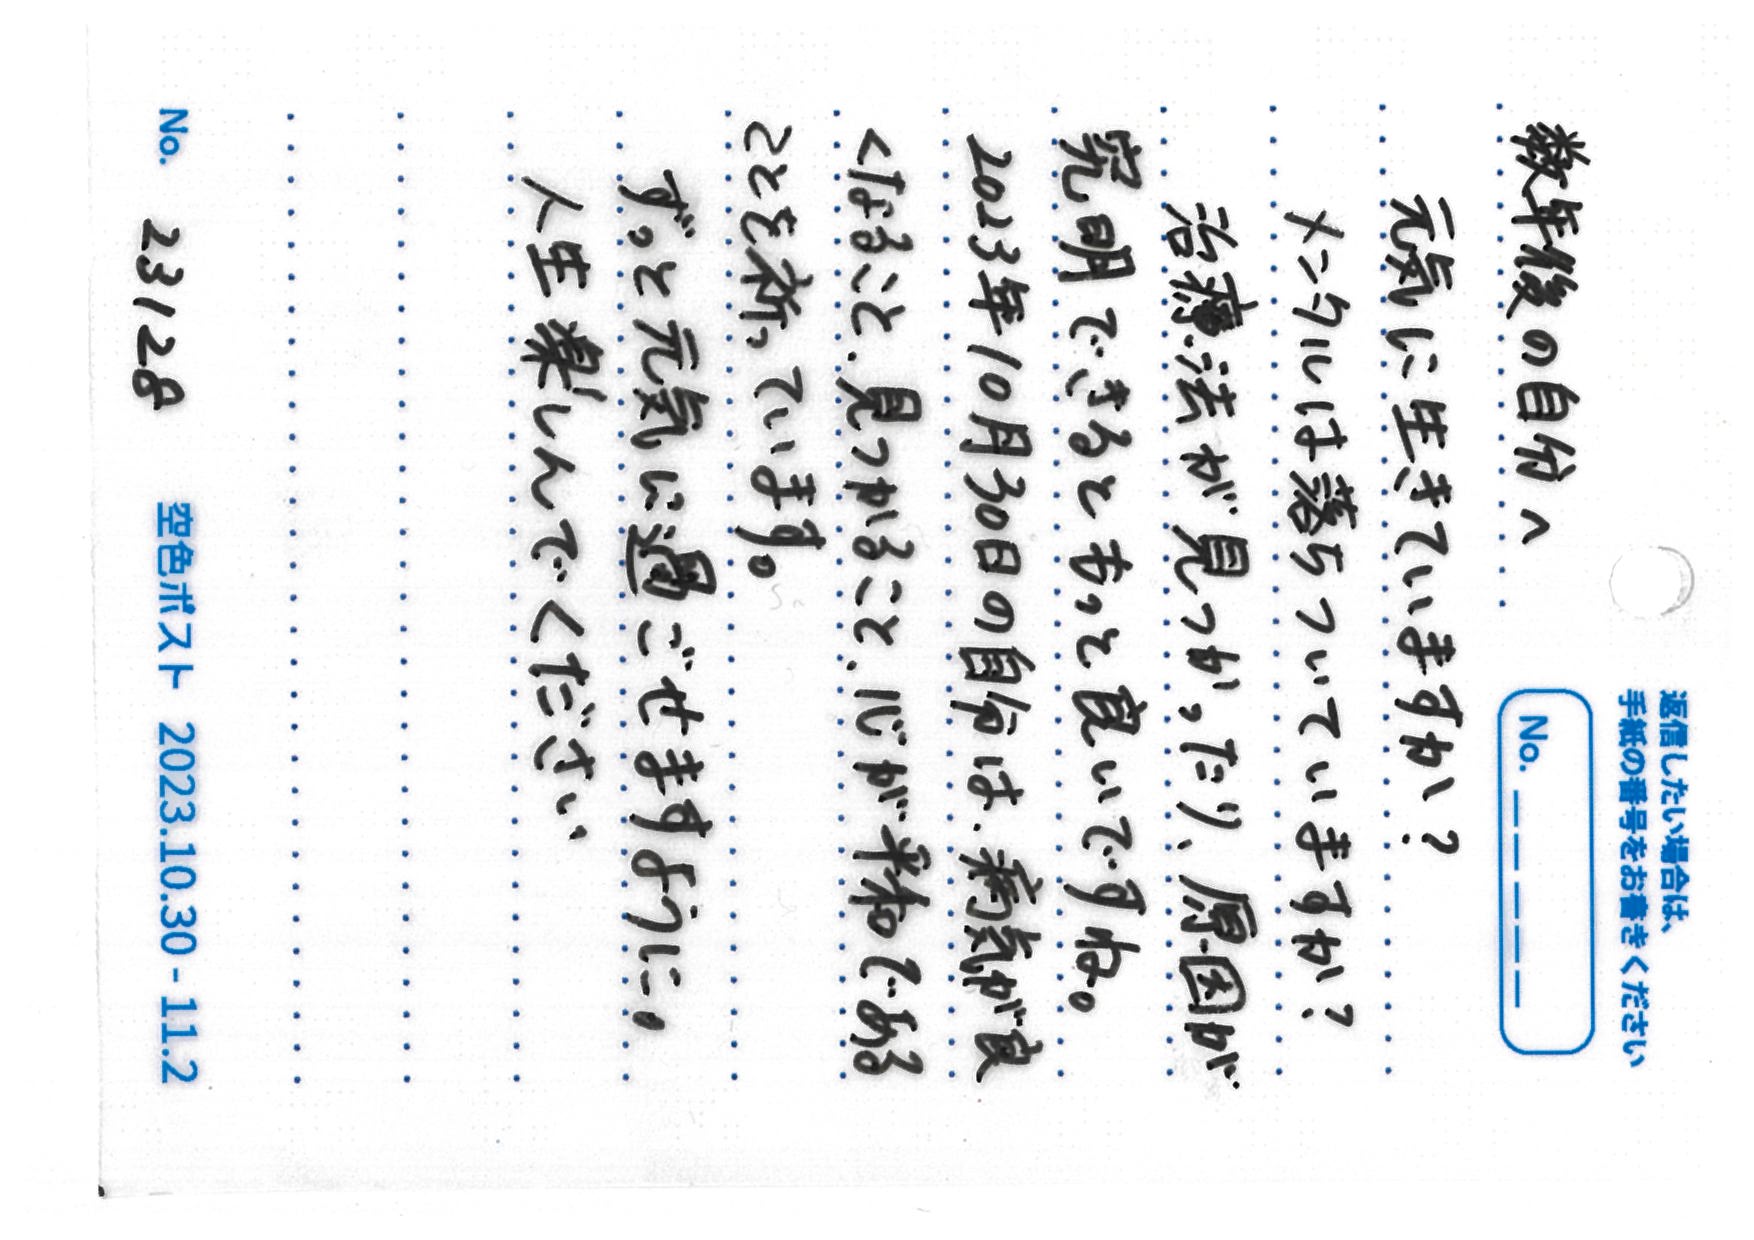 返信したい場合は、
手紙の番号をお書きください
No. _ _ _ _ _
数年後の自分へ
元気に生きていますか?
メンタルは落ちついていますか?
治療法が見つかったり、原因が
究明できるともっと良いですね。
2023年10月30日の自分は、病気が良
くなること、見つかること、心が平和である
ことを祈っています。
ずっと元気に過ごせますように。
人生楽しんでください
No. 23128
空色ポスト 2023.10.30 - 11.2